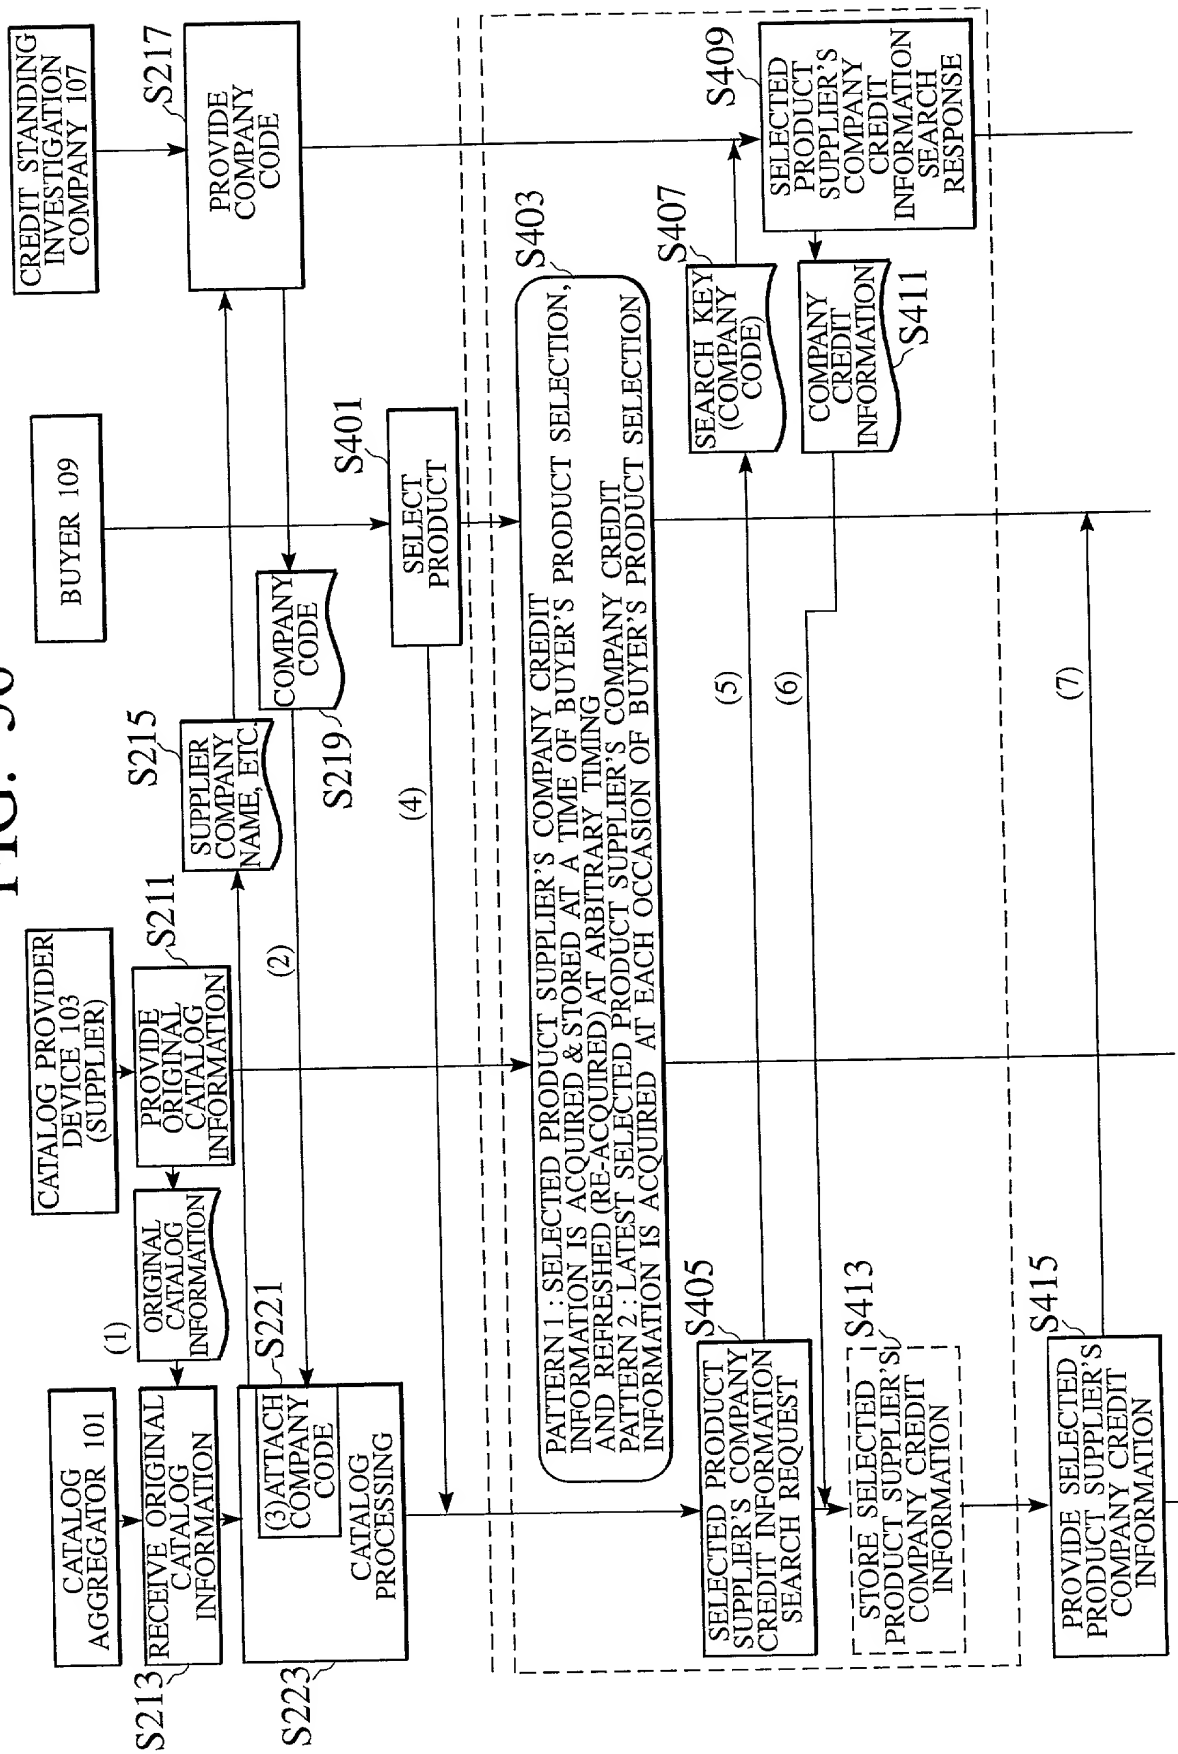 FIG. 30
CATALOG
AGGREGATOR 101
CATALOG PROVIDER
DEVICE 103
(SUPPLIER)
BUYER 109
CREDIT STANDING
INVESTIGATION
COMPANY 107
S213
RECEIVE ORIGINAL
CATALOG
INFORMATION
(1)
ORIGINAL
CATALOG
INFORMATION
S211
PROVIDE
ORIGINAL
CATALOG
INFORMATION
S215
SUPPLIER
COMPANY
NAME, ETC.
S217
PROVIDE
COMPANY
CODE
S223
S221
(3) ATTACH
COMPANY
CODE
CATALOG
PROCESSING
(2)
S219
COMPANY
CODE
S401
SELECT
PRODUCT
(4)
S403
PATTERN 1 : SELECTED PRODUCT SUPPLIER'S COMPANY CREDIT
INFORMATION IS ACQUIRED & STORED AT A TIME OF BUYER'S PRODUCT SELECTION,
AND REFRESHED (RE-ACQUIRED) AT ARBITRARY TIMING
PATTERN 2 : LATEST SELECTED PRODUCT SUPPLIER'S COMPANY CREDIT
INFORMATION IS ACQUIRED AT EACH OCCASION OF BUYER'S PRODUCT SELECTION
S405
SELECTED PRODUCT
SUPPLIER'S COMPANY
CREDIT INFORMATION
SEARCH REQUEST
(5)
S407
SEARCH KEY
(COMPANY
CODE)
S409
SELECTED
PRODUCT
SUPPLIER'S
COMPANY
CREDIT
INFORMATION
SEARCH
RESPONSE
(6)
COMPANY
CREDIT
INFORMATION
S411
S413
STORE SELECTED
PRODUCT SUPPLIER'S
COMPANY CREDIT
INFORMATION
S415
PROVIDE SELECTED
PRODUCT SUPPLIER'S
COMPANY CREDIT
INFORMATION
(7)